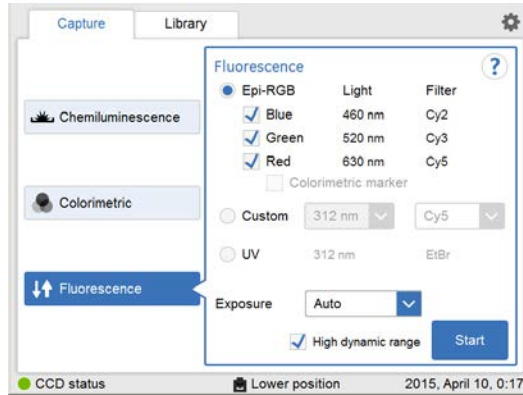 Capture Library
Fluorescence ?
Epi-RGB Light Filter
Blue 460 nm Cy2
Green 520 nm Cy3
Red 630 nm Cy5
Colorimetric marker
Custom 312 nm Cy5
UV 312 nm EtBr
Exposure Auto
High dynamic range Start
Chemiluminescence
Colorimetric
Fluorescence
CCD status Lower position 2015, April 10, 0:17